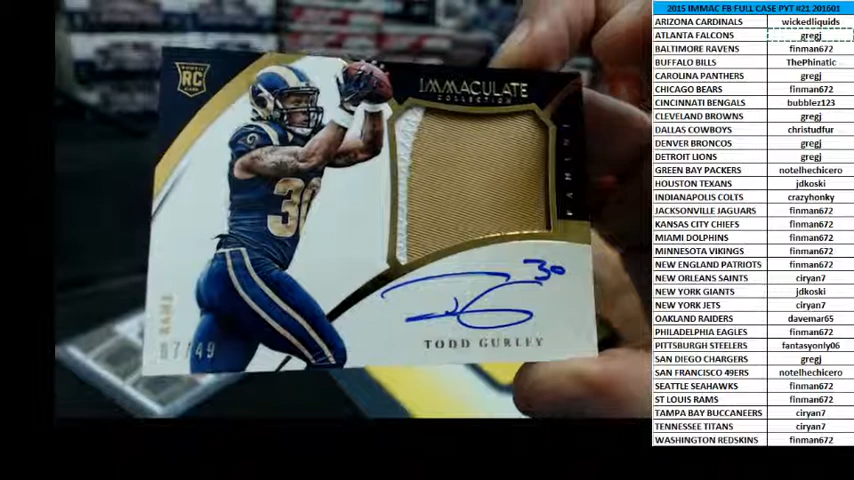 ROOKIE
RC
CARD
IMMACULATE
COLLECTION
PANINI
30
30
TODD GURLEY
RAMS
7/49
2015 IMMAC FB FULL CASE PYT #21 201601
ARIZONA CARDINALS wickedliquids
ATLANTA FALCONS gregj
BALTIMORE RAVENS finman672
BUFFALO BILLS ThePhinatic
CAROLINA PANTHERS gregj
CHICAGO BEARS finman672
CINCINNATI BENGALS bubblez123
CLEVELAND BROWNS gregj
DALLAS COWBOYS christudfur
DENVER BRONCOS gregj
DETROIT LIONS gregj
GREEN BAY PACKERS notelhechicero
HOUSTON TEXANS jdkoski
INDIANAPOLIS COLTS crazyhonky
JACKSONVILLE JAGUARS finman672
KANSAS CITY CHIEFS finman672
MIAMI DOLPHINS finman672
MINNESOTA VIKINGS finman672
NEW ENGLAND PATRIOTS finman672
NEW ORLEANS SAINTS ciryan7
NEW YORK GIANTS jdkoski
NEW YORK JETS ciryan7
OAKLAND RAIDERS davemar65
PHILADELPHIA EAGLES finman672
PITTSBURGH STEELERS fantasyonly06
SAN DIEGO CHARGERS gregj
SAN FRANCISCO 49ERS notelhechicero
SEATTLE SEAHAWKS finman672
ST LOUIS RAMS finman672
TAMPA BAY BUCCANEERS ciryan7
TENNESSEE TITANS ciryan7
WASHINGTON REDSKINS finman672